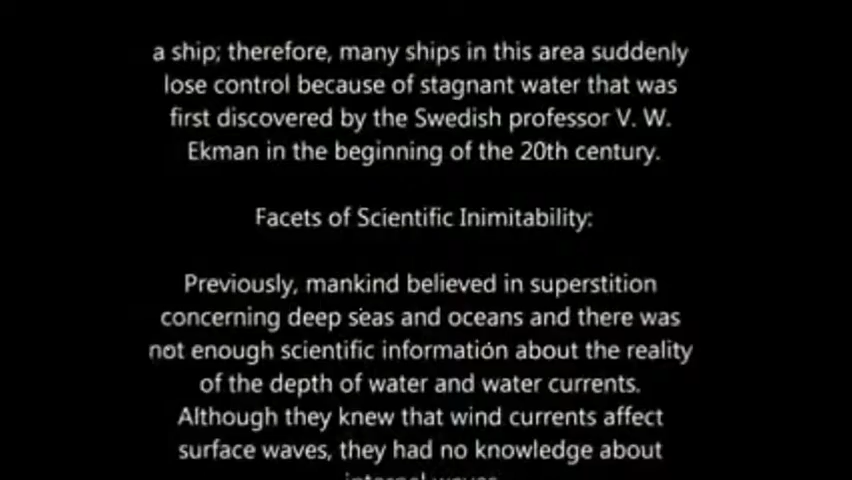 a ship; therefore, many ships in this area suddenly
lose control because of stagnant water that was
first discovered by the Swedish professor V. W.
Ekman in the beginning of the 20th century.
Facets of Scientific Inimitability:
Previously, mankind believed in superstition
concerning deep seas and oceans and there was
not enough scientific information about the reality
of the depth of water and water currents.
Although they knew that wind currents affect
surface waves, they had no knowledge about